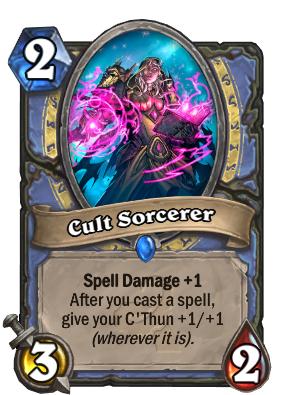 2
Cult Sorcerer
Spell Damage +1
After you cast a spell,
give your C'Thun +1/+1
(wherever it is).
3
2